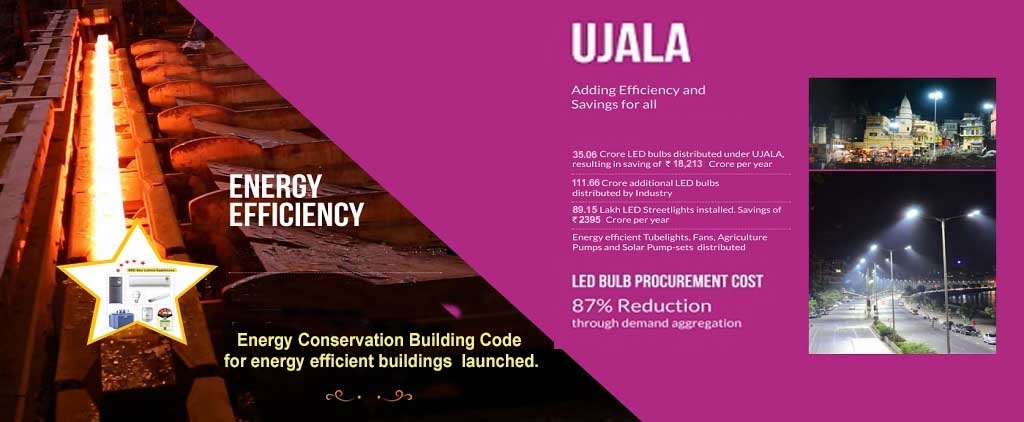 ENERGY
EFFICIENCY
BEE Star Labled Appliances
Energy Conservation Building Code
for energy efficient buildings launched.
UJALA
Adding Efficiency and
Savings for all
35.06 Crore LED bulbs distributed under UJALA,
resulting in saving of ₹ 18,213 Crore per year
111.66 Crore additional LED bulbs
distributed by Industry
89.15 Lakh LED Streetlights installed. Savings of
₹ 2395 Crore per year
Energy efficient Tubelights, Fans, Agriculture
Pumps and Solar Pump-sets distributed
LED BULB PROCUREMENT COST
87% Reduction
through demand aggregation